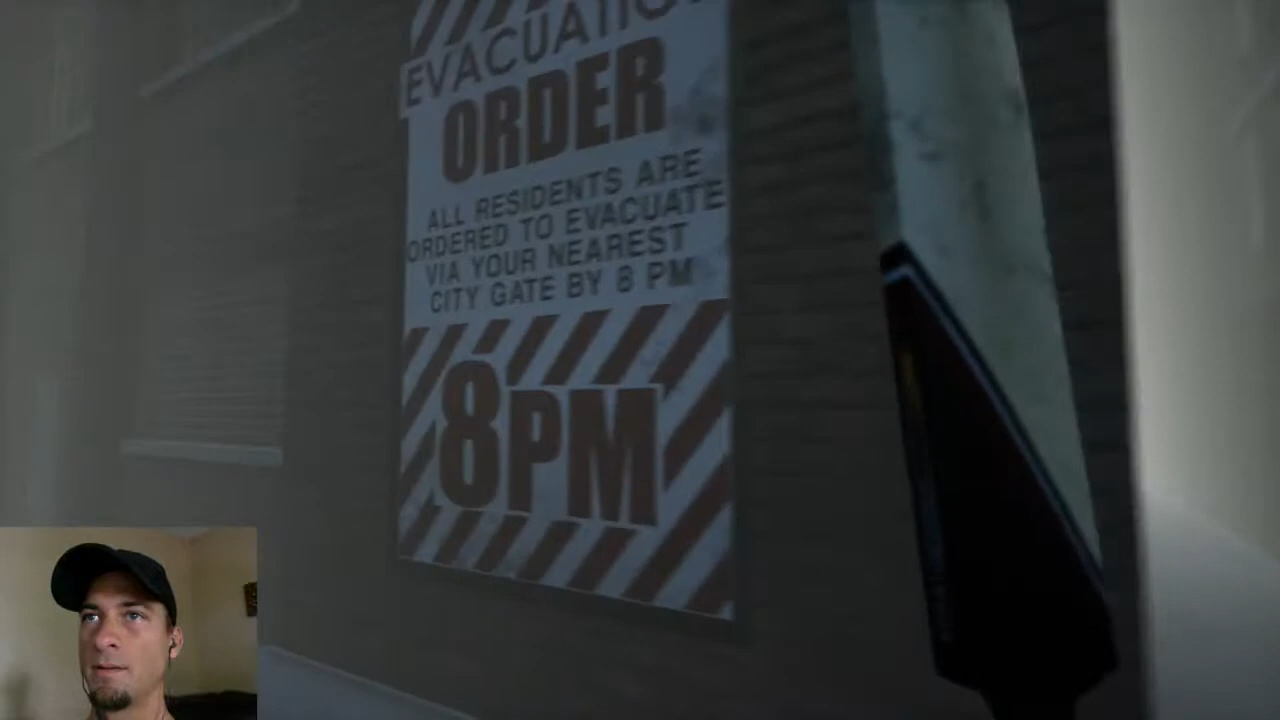 EVACUATION
ORDER
ALL RESIDENTS ARE
ORDERED TO EVACUATE
VIA YOUR NEAREST
CITY GATE BY 8 PM
8PM